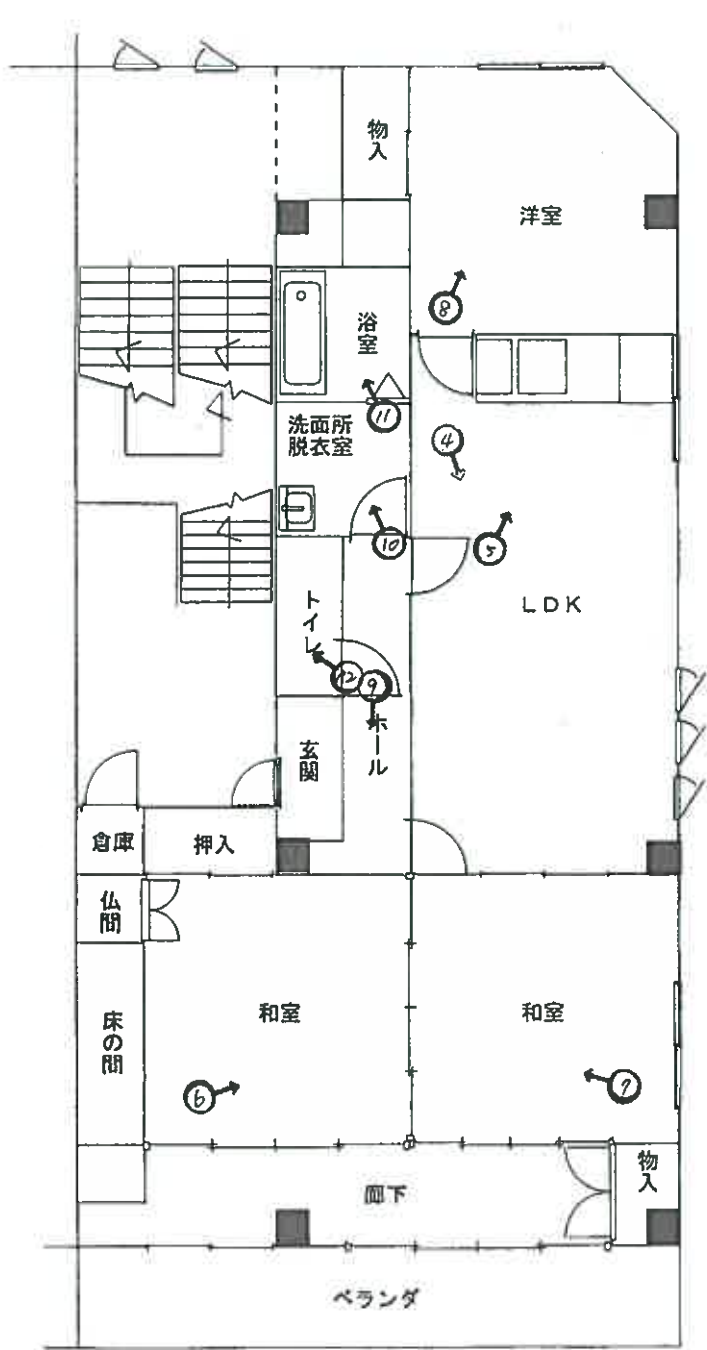 物入
洋室
⑧
浴室
⑪
洗面所
脱衣室
④
⑩
⑤
トイレ
LDK
⑫
⑨
玄関
ホール
倉庫
押入
仏間
床の間
和室
和室
⑥
⑦
物入
廊下
ベランダ